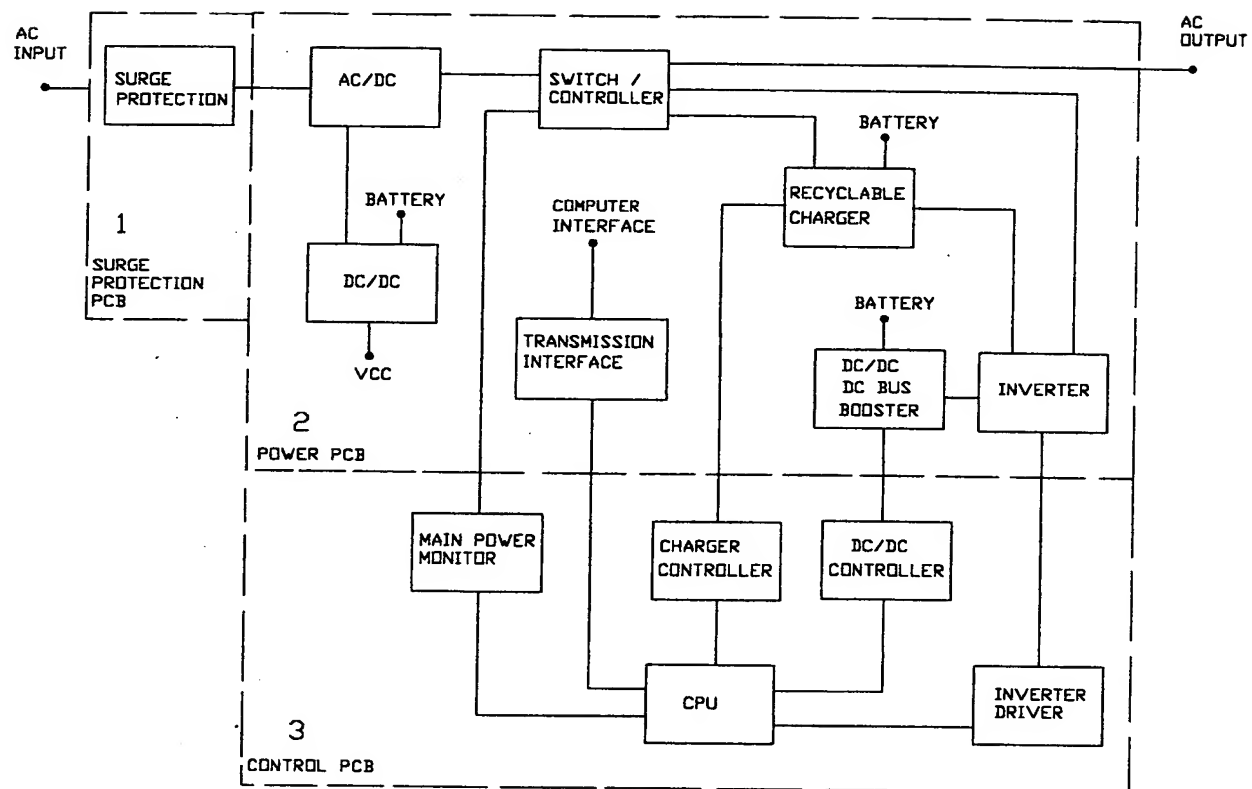 AC
INPUT
AC
OUTPUT
SURGE
PROTECTION
AC/DC
SWITCH /
CONTROLLER
BATTERY
RECYCLABLE
CHARGER
COMPUTER
INTERFACE
BATTERY
1
SURGE
PROTECTION
PCB
DC/DC
VCC
BATTERY
TRANSMISSION
INTERFACE
DC/DC
DC BUS
BOOSTER
INVERTER
2
POWER PCB
MAIN POWER
MONITOR
CHARGER
CONTROLLER
DC/DC
CONTROLLER
CPU
INVERTER
DRIVER
3
CONTROL PCB